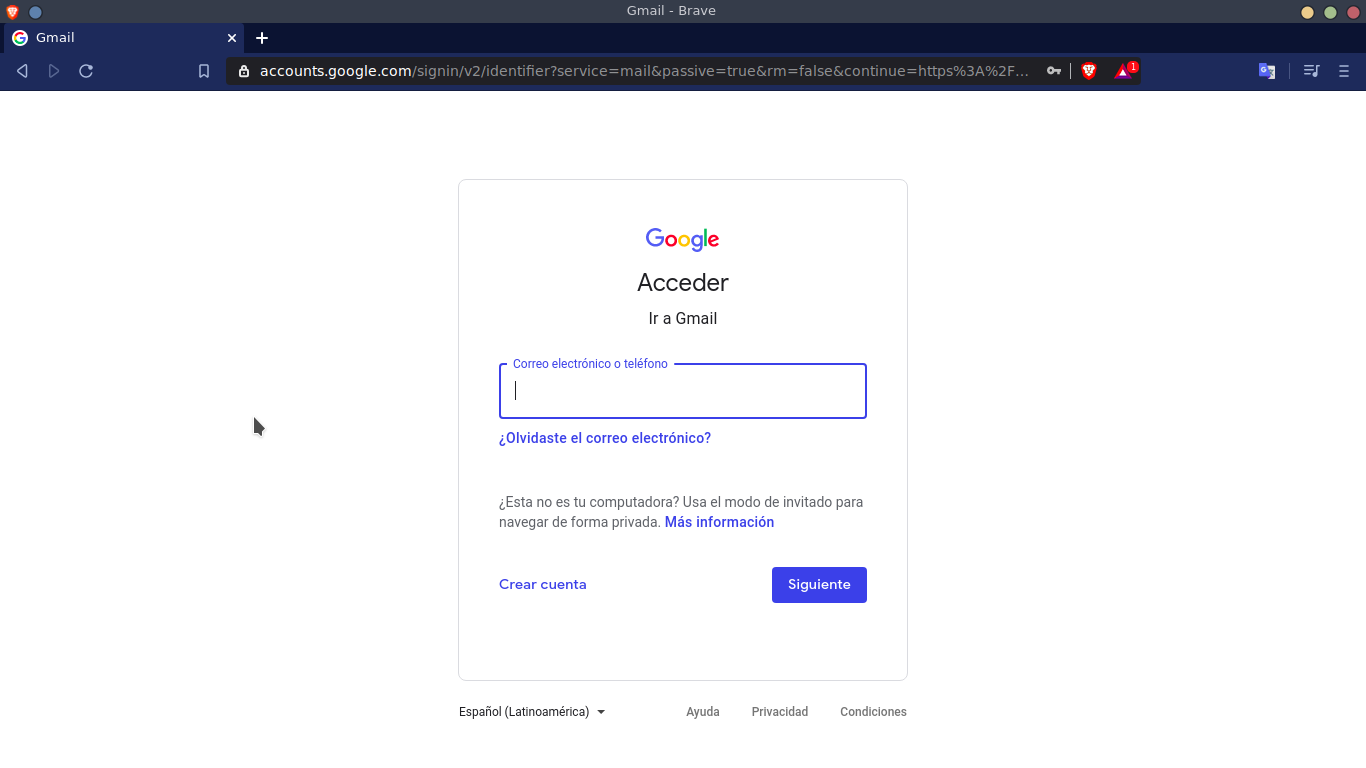 Gmail - Brave
Gmail
accounts.google.com/signin/v2/identifier?service=mail&passive=true&rm=false&continue=https%3A%2F...
1
Google
Acceder
Ir a Gmail
Correo electrónico o teléfono
¿Olvidaste el correo electrónico?
¿Esta no es tu computadora? Usa el modo de invitado para
navegar de forma privada. Más información
Crear cuenta
Siguiente
Español (Latinoamérica)
Ayuda
Privacidad
Condiciones